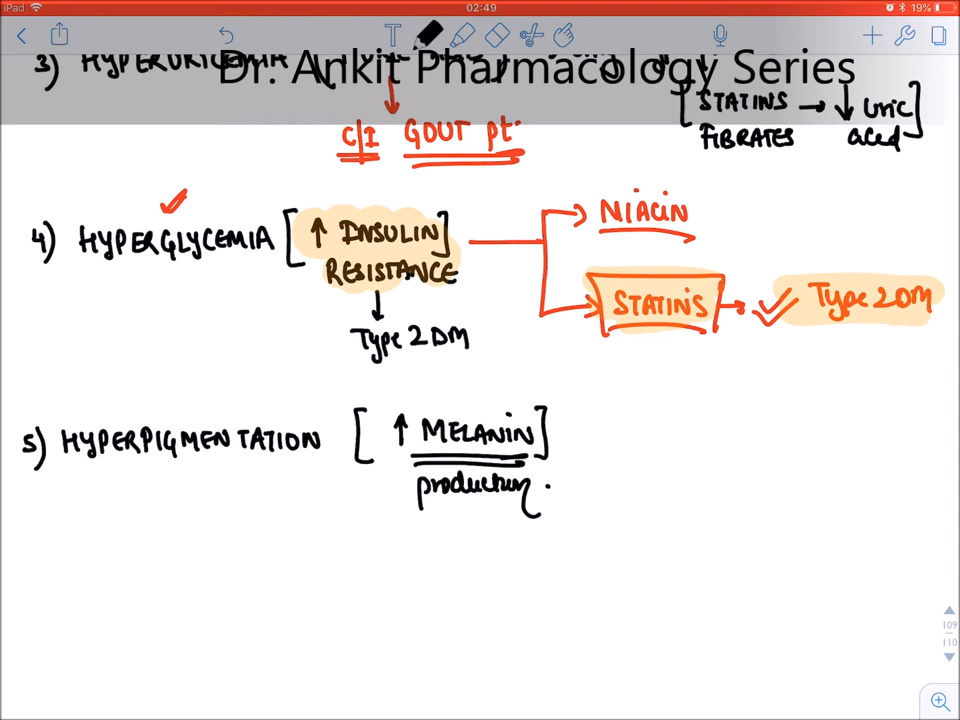 iPad 02:49 19%
3) HYPERURICEMIA
Dr. Ankit Pharmacology Series
[STATINS → ↓ Uric
FIBRATES aced]
C/I GOUT pt.
4) HYPERGLYCEMIA [↑ INSULIN]
RESISTANCE
Type 2 DM
NIACIN
STATINS → Type 2 DM
5) HYPERPIGMENTATION [↑ MELANIN]
production.
109
110